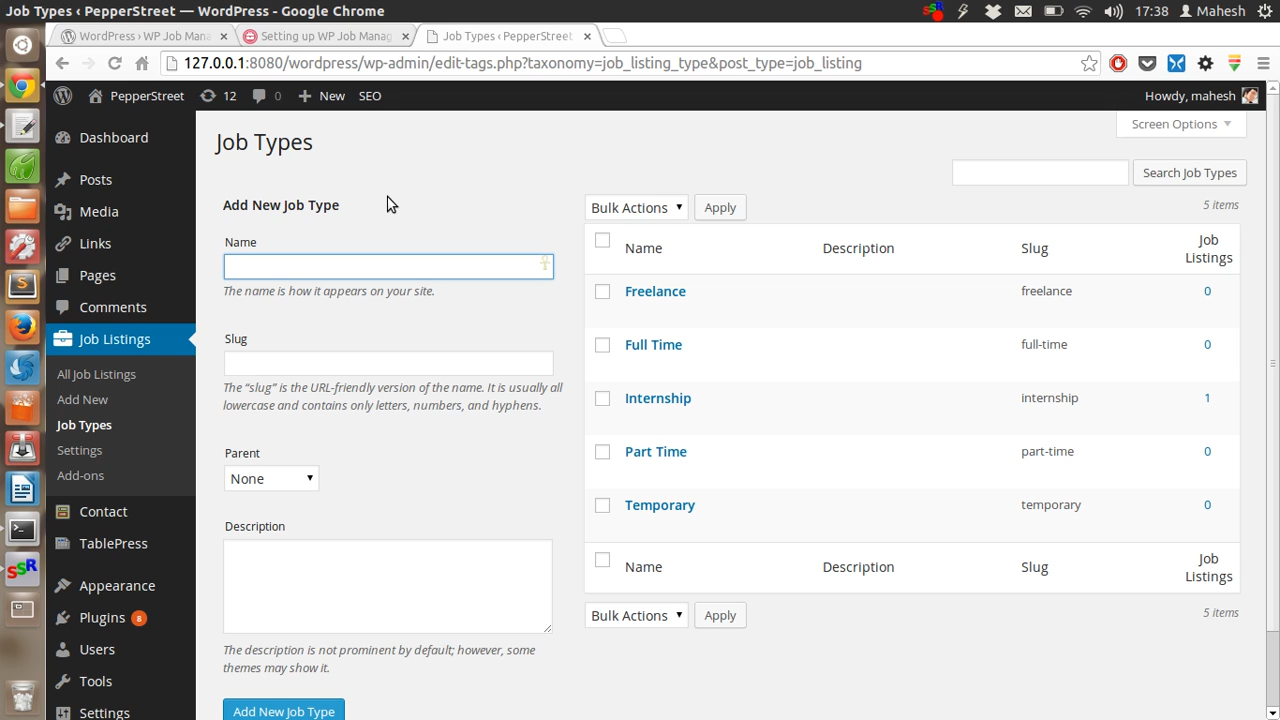 Job Types ‹ PepperStreet — WordPress - Google Chrome
17:38 Mahesh
WordPress › WP Job Mana
Setting up WP Job Manag
Job Types ‹ PepperStreet
127.0.0.1:8080/wordpress/wp-admin/edit-tags.php?taxonomy=job_listing_type&post_type=job_listing
PepperStreet 12 0 New SEO
Howdy, mahesh
Dashboard
Posts
Media
Links
Pages
Comments
Job Listings
All Job Listings
Add New
Job Types
Settings
Add-ons
Contact
TablePress
Appearance
Plugins 8
Users
Tools
Settings
Screen Options
Job Types
Search Job Types
Add New Job Type
Name
The name is how it appears on your site.
Slug
The “slug” is the URL-friendly version of the name. It is usually all
lowercase and contains only letters, numbers, and hyphens.
Parent
None
Description
The description is not prominent by default; however, some
themes may show it.
Add New Job Type
Bulk Actions Apply 5 items
Name Description Slug Job
Listings
Freelance freelance 0
Full Time full-time 0
Internship internship 1
Part Time part-time 0
Temporary temporary 0
Name Description Slug Job
Listings
Bulk Actions Apply 5 items
SSR
S
SSR